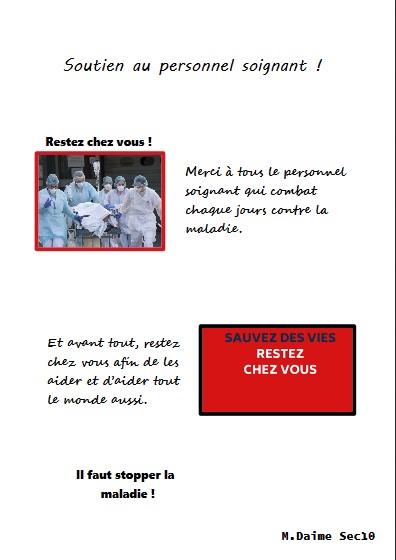 Soutien au personnel soignant !
Restez chez vous !
Merci à tous le personnel
soignant qui combat
chaque jours contre la
maladie.
Et avant tout, restez
chez vous afin de les
aider et d'aider tout
le monde aussi.
SAUVEZ DES VIES
RESTEZ
CHEZ VOUS
Il faut stopper la
maladie !
M.Daime Sec10